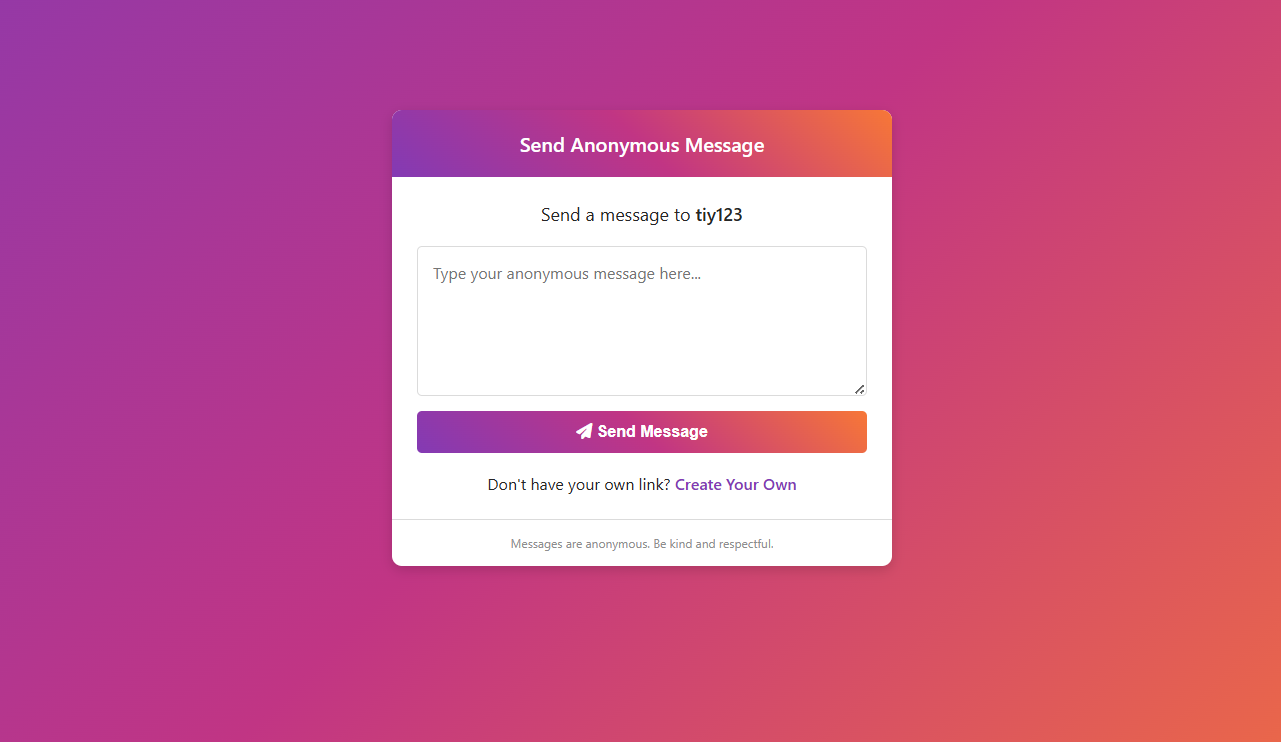 Send Anonymous Message
Send a message to tiy123
Type your anonymous message here...
Send Message
Don't have your own link? Create Your Own
Messages are anonymous. Be kind and respectful.